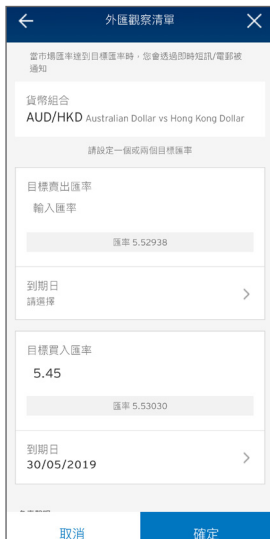 外匯觀察清單
當市場匯率達到目標匯率時，您會透過即時短訊/電郵被
通知
貨幣組合
AUD/HKD Australian Dollar vs Hong Kong Dollar
請設定一個或兩個目標匯率
目標賣出匯率
輸入匯率
匯率 5.52938
到期日
請選擇
目標買入匯率
5.45
匯率 5.53030
到期日
30/05/2019
取消
確定